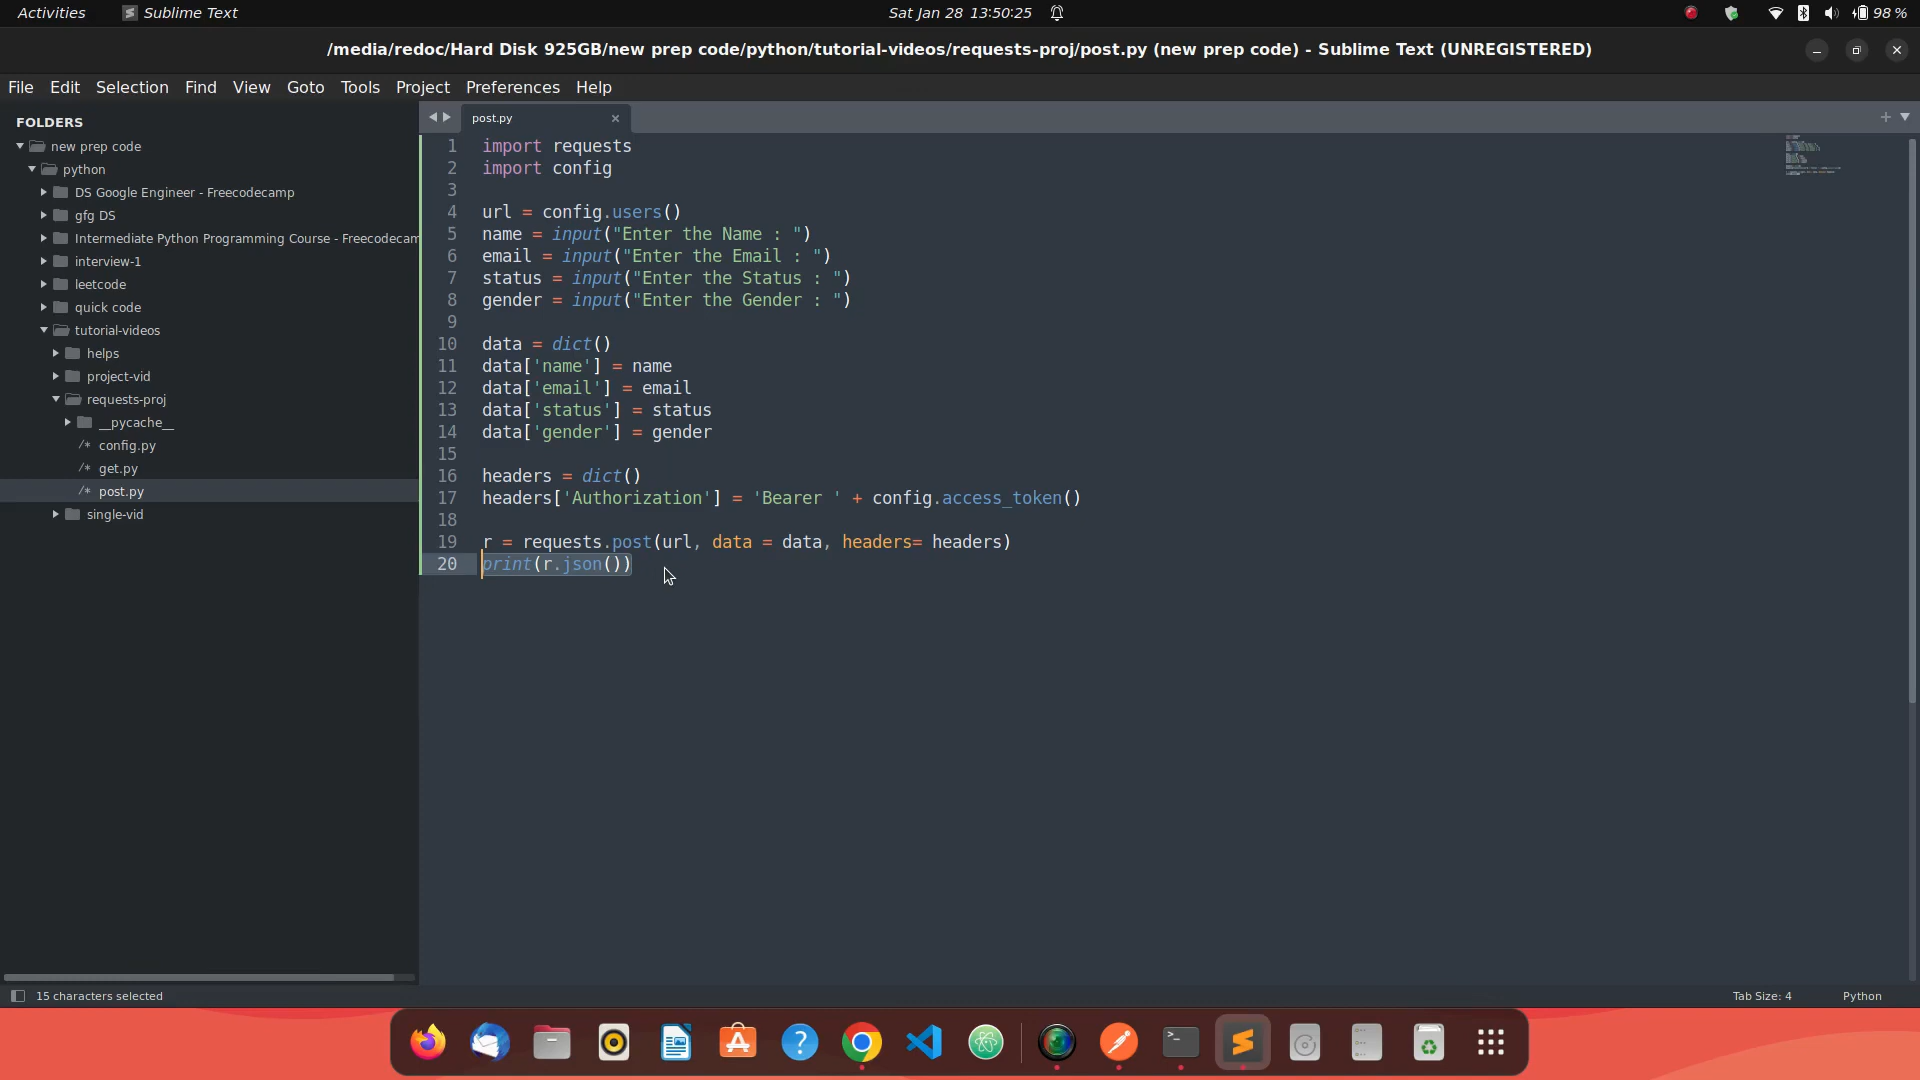 Activities
Sublime Text
Sat Jan 28 13:50:25
98 %
/media/redoc/Hard Disk 925GB/new prep code/python/tutorial-videos/requests-proj/post.py (new prep code) - Sublime Text (UNREGISTERED)
File Edit Selection Find View Goto Tools Project Preferences Help
FOLDERS
new prep code
python
DS Google Engineer - Freecodecamp
gfg DS
Intermediate Python Programming Course - Freecodecam
interview-1
leetcode
quick code
tutorial-videos
helps
project-vid
requests-proj
__pycache__
/* config.py
/* get.py
/* post.py
single-vid
post.py
1 import requests
2 import config
3
4 url = config.users()
5 name = input("Enter the Name : ")
6 email = input("Enter the Email : ")
7 status = input("Enter the Status : ")
8 gender = input("Enter the Gender : ")
9
10 data = dict()
11 data['name'] = name
12 data['email'] = email
13 data['status'] = status
14 data['gender'] = gender
15
16 headers = dict()
17 headers['Authorization'] = 'Bearer ' + config.access_token()
18
19 r = requests.post(url, data = data, headers= headers)
20 print(r.json())
15 characters selected
Tab Size: 4
Python